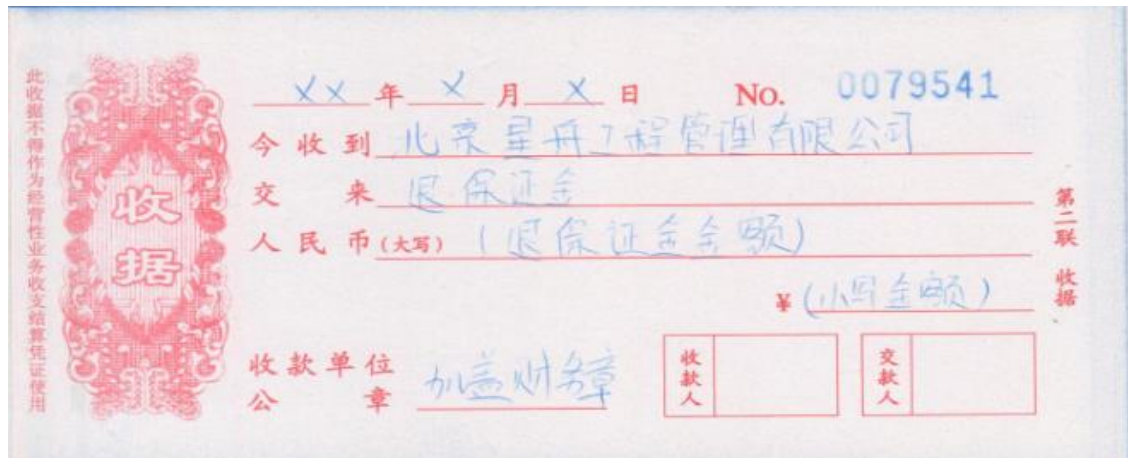 此收据不得作为经营性业务收支结算凭证使用
收据
XX 年 X 月 X 日 No. 0079541
今收到 北京星舟工程管理有限公司
交来 退保证金
人民币(大写) (退保证金金额)
¥ (小写金额)
收款单位公章 加盖财务章
收款人
交款人
第二联 收据